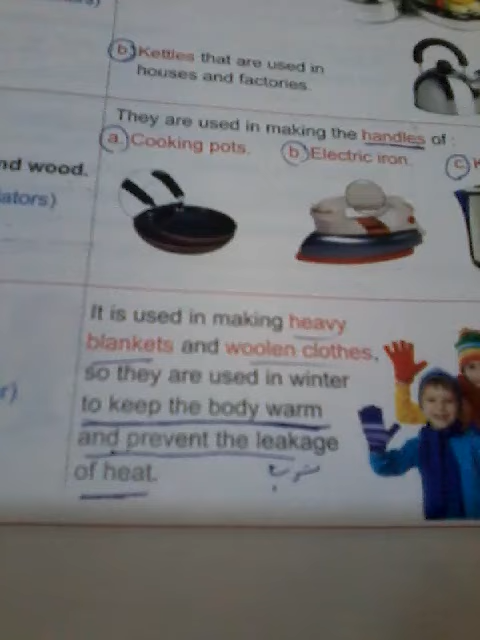 b. Kettles that are used in
houses and factories.
They are used in making the handles of :
a. Cooking pots.
b. Electric iron.
c.
nd wood.
ators)
It is used in making heavy
blankets and woolen clothes,
so they are used in winter
to keep the body warm
and prevent the leakage
of heat.
r)